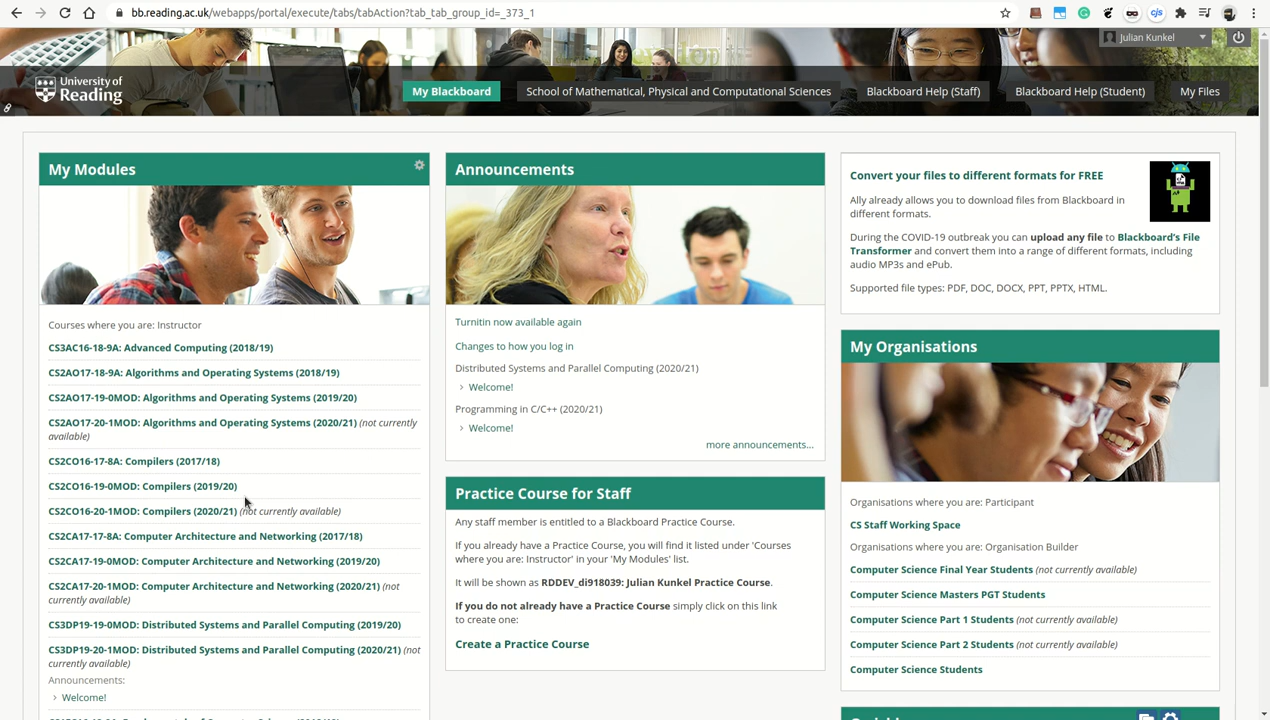 bb.reading.ac.uk/webapps/portal/execute/tabs/tabAction?tab_tab_group_id=_373_1
Julian Kunkel
University of
Reading
My Blackboard
School of Mathematical, Physical and Computational Sciences
Blackboard Help (Staff)
Blackboard Help (Student)
My Files
My Modules
Courses where you are: Instructor
CS3AC16-18-9A: Advanced Computing (2018/19)
CS2AO17-18-9A: Algorithms and Operating Systems (2018/19)
CS2AO17-19-0MOD: Algorithms and Operating Systems (2019/20)
CS2AO17-20-1MOD: Algorithms and Operating Systems (2020/21) (not currently
available)
CS2CO16-17-8A: Compilers (2017/18)
CS2CO16-19-0MOD: Compilers (2019/20)
CS2CO16-20-1MOD: Compilers (2020/21) (not currently available)
CS2CA17-17-8A: Computer Architecture and Networking (2017/18)
CS2CA17-19-0MOD: Computer Architecture and Networking (2019/20)
CS2CA17-20-1MOD: Computer Architecture and Networking (2020/21) (not
currently available)
CS3DP19-19-0MOD: Distributed Systems and Parallel Computing (2019/20)
CS3DP19-20-1MOD: Distributed Systems and Parallel Computing (2020/21) (not
currently available)
Announcements:
Welcome!
Announcements
Turnitin now available again
Changes to how you log in
Distributed Systems and Parallel Computing (2020/21)
Welcome!
Programming in C/C++ (2020/21)
Welcome!
more announcements...
Practice Course for Staff
Any staff member is entitled to a Blackboard Practice Course.
If you already have a Practice Course, you will find it listed under 'Courses
where you are: Instructor' in your 'My Modules' list.
It will be shown as RDDEV_di918039: Julian Kunkel Practice Course.
If you do not already have a Practice Course simply click on this link
to create one:
Create a Practice Course
Convert your files to different formats for FREE
Ally already allows you to download files from Blackboard in
different formats.
During the COVID-19 outbreak you can upload any file to Blackboard's File
Transformer and convert them into a range of different formats, including
audio MP3s and ePub.
Supported file types: PDF, DOC, DOCX, PPT, PPTX, HTML.
My Organisations
Organisations where you are: Participant
CS Staff Working Space
Organisations where you are: Organisation Builder
Computer Science Final Year Students (not currently available)
Computer Science Masters PGT Students
Computer Science Part 1 Students (not currently available)
Computer Science Part 2 Students (not currently available)
Computer Science Students